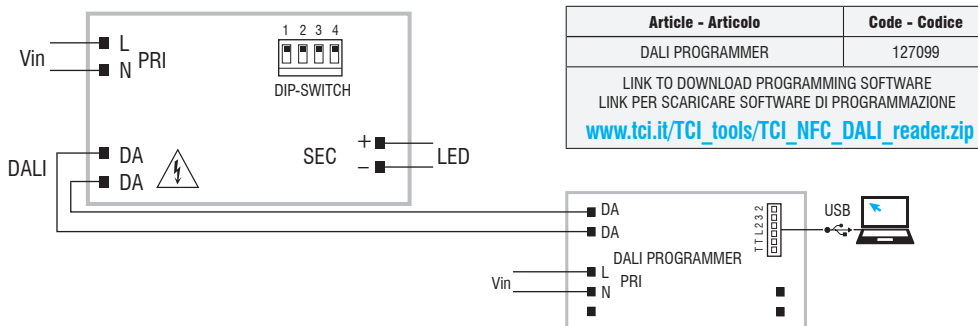 1 2 3 4
DIP-SWITCH
Vin
L
N
PRI
DALI
DA
DA
SEC
+
–
LED
Article - Articolo
Code - Codice
DALI PROGRAMMER
127099
LINK TO DOWNLOAD PROGRAMMING SOFTWARE
LINK PER SCARICARE SOFTWARE DI PROGRAMMAZIONE
www.tci.it/TCI_tools/TCI_NFC_DALI_reader.zip
DA
DA
TTL232
USB
DALI PROGRAMMER
Vin
L
N
PRI